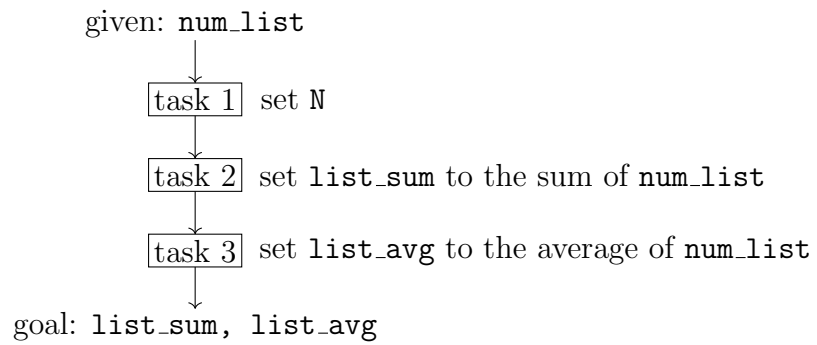 given: num_list
task 1 set N
task 2 set list_sum to the sum of num_list
task 3 set list_avg to the average of num_list
goal: list_sum, list_avg